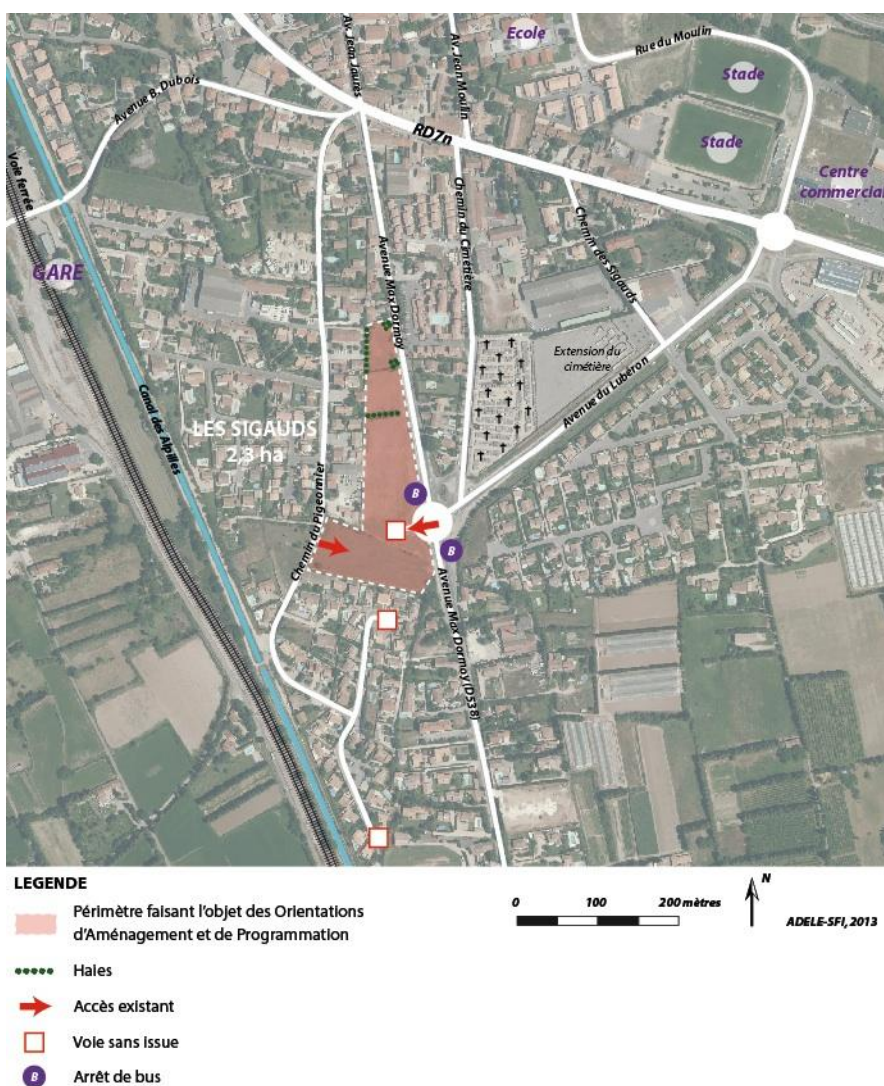 Av. Jean Jaures
Av. Jean Moulin
Ecole
Rue du Moulin
Stade
Stade
Avenue B. Dubois
RD7n
Centre
commercial
Voie ferrée
GARE
Chemin du Cimetière
Chemin des Sigauds
Avenue Max Dormoy
Extension du
cimétière
Avenue du Luberon
Canal des Alpilles
LES SIGAUDS
2,3 ha
Chemin du Pigeonnier
B
B
Avenue Max Dormoy (D538)
LEGENDE
Périmètre faisant l'objet des Orientations
d'Aménagement et de Programmation
Haies
Accès existant
Voie sans issue
B Arrêt de bus
0 100 200 mètres
N
ADELE-SFI, 2013